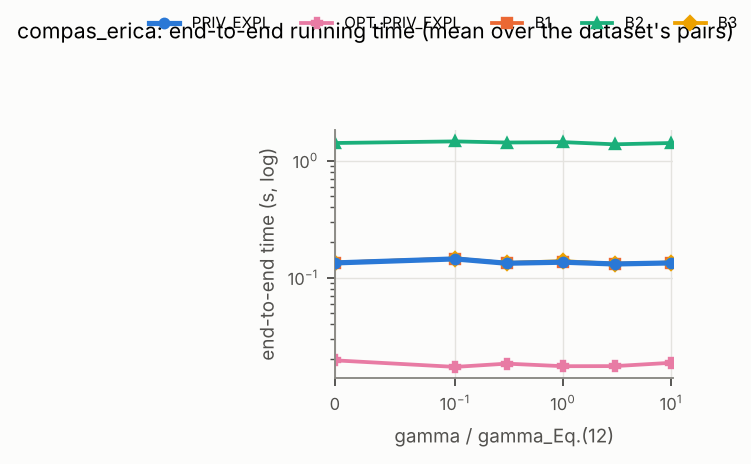 PRIV_EXPL OPT_PRIV_EXPL B1 B2 B3
compas_erica: end-to-end running time (mean over the dataset's pairs)
end-to-end time (s, log)
10⁰
10⁻¹
0 10⁻¹ 10⁰ 10¹
gamma / gamma_Eq.(12)